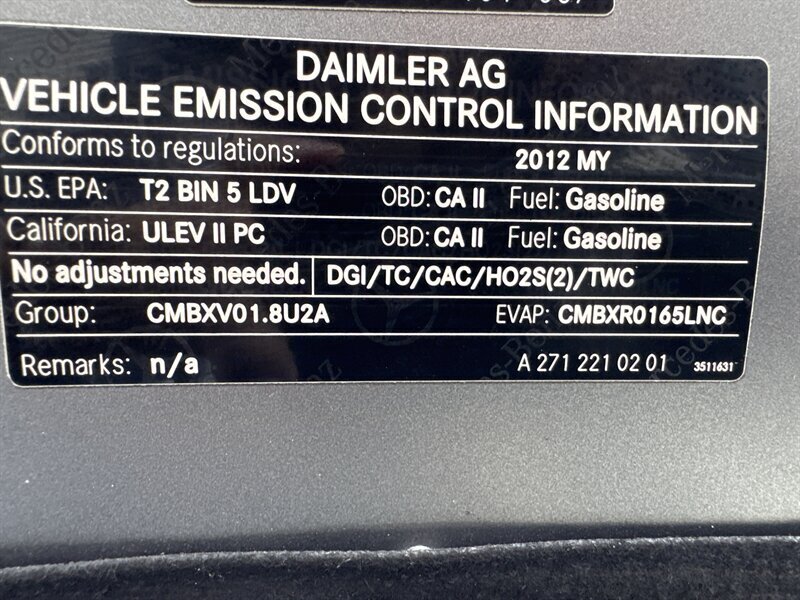 DAIMLER AG
VEHICLE EMISSION CONTROL INFORMATION
Conforms to regulations: 2012 MY
U.S. EPA: T2 BIN 5 LDV OBD: CA II Fuel: Gasoline
California: ULEV II PC OBD: CA II Fuel: Gasoline
No adjustments needed. DGI/TC/CAC/HO2S(2)/TWC
Group: CMBXV01.8U2A EVAP: CMBXR0165LNC
Remarks: n/a A 271 221 02 01 3511631